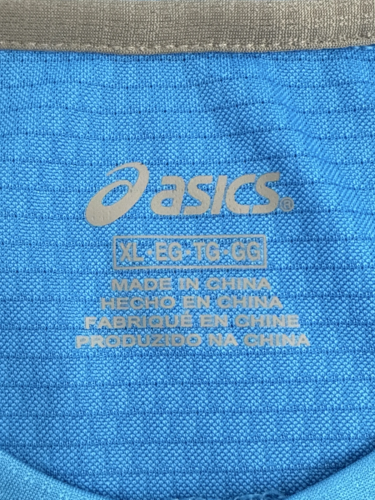 asics®
XL·EG·TG·GG
MADE IN CHINA
HECHO EN CHINA
FABRIQUÉ EN CHINE
PRODUZIDO NA CHINA